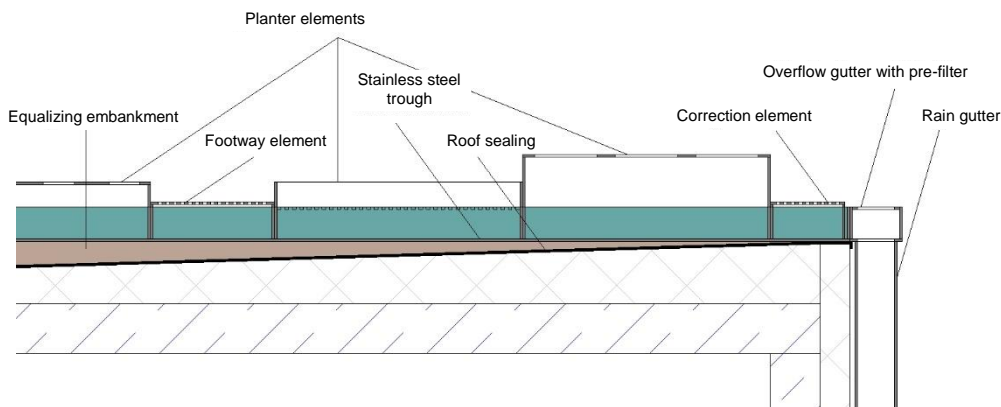 Planter elements
Stainless steel
trough
Overflow gutter with pre-filter
Equalizing embankment
Footway element
Roof sealing
Correction element
Rain gutter